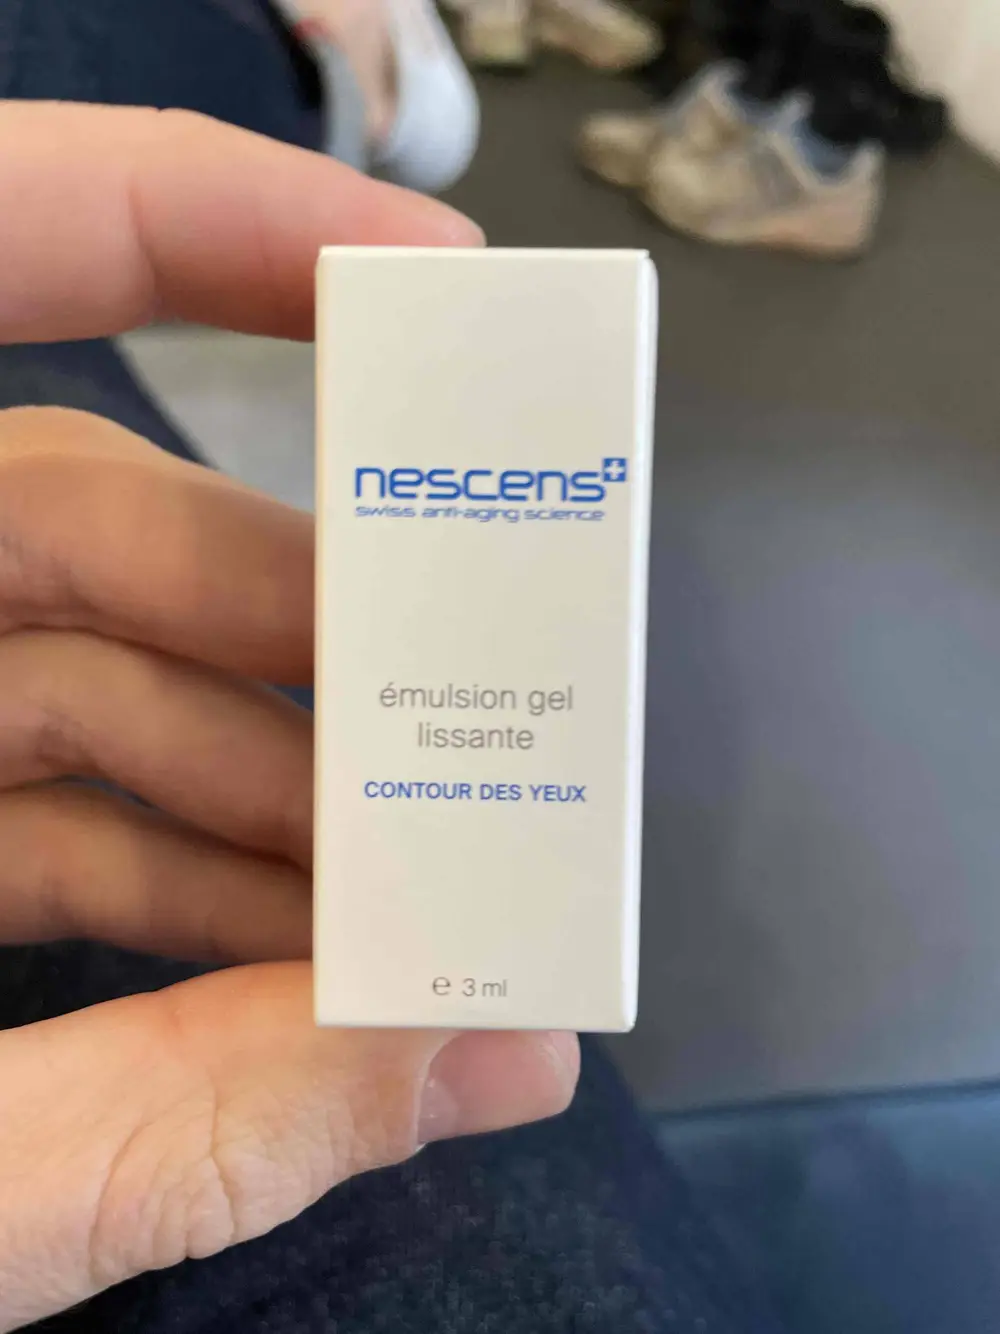 nescens+
swiss anti-aging science
émulsion gel
lissante
CONTOUR DES YEUX
℮ 3 ml